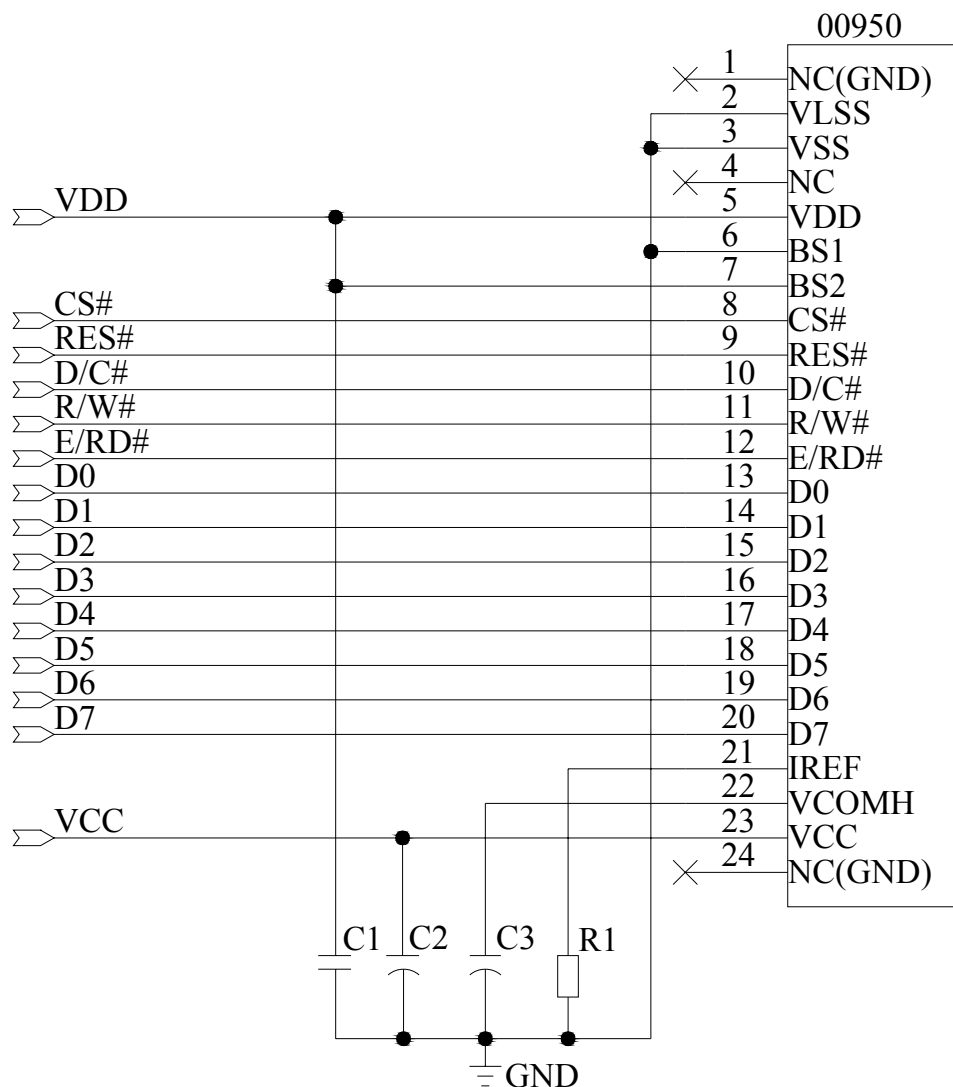 00950
1 NC(GND)
2 VLSS
3 VSS
4 NC
VDD 5 VDD
6 BS1
7 BS2
CS# 8 CS#
RES# 9 RES#
D/C# 10 D/C#
R/W# 11 R/W#
E/RD# 12 E/RD#
D0 13 D0
D1 14 D1
D2 15 D2
D3 16 D3
D4 17 D4
D5 18 D5
D6 19 D6
D7 20 D7
21 IREF
22 VCOMH
VCC 23 VCC
24 NC(GND)
C1 C2 C3 R1
GND